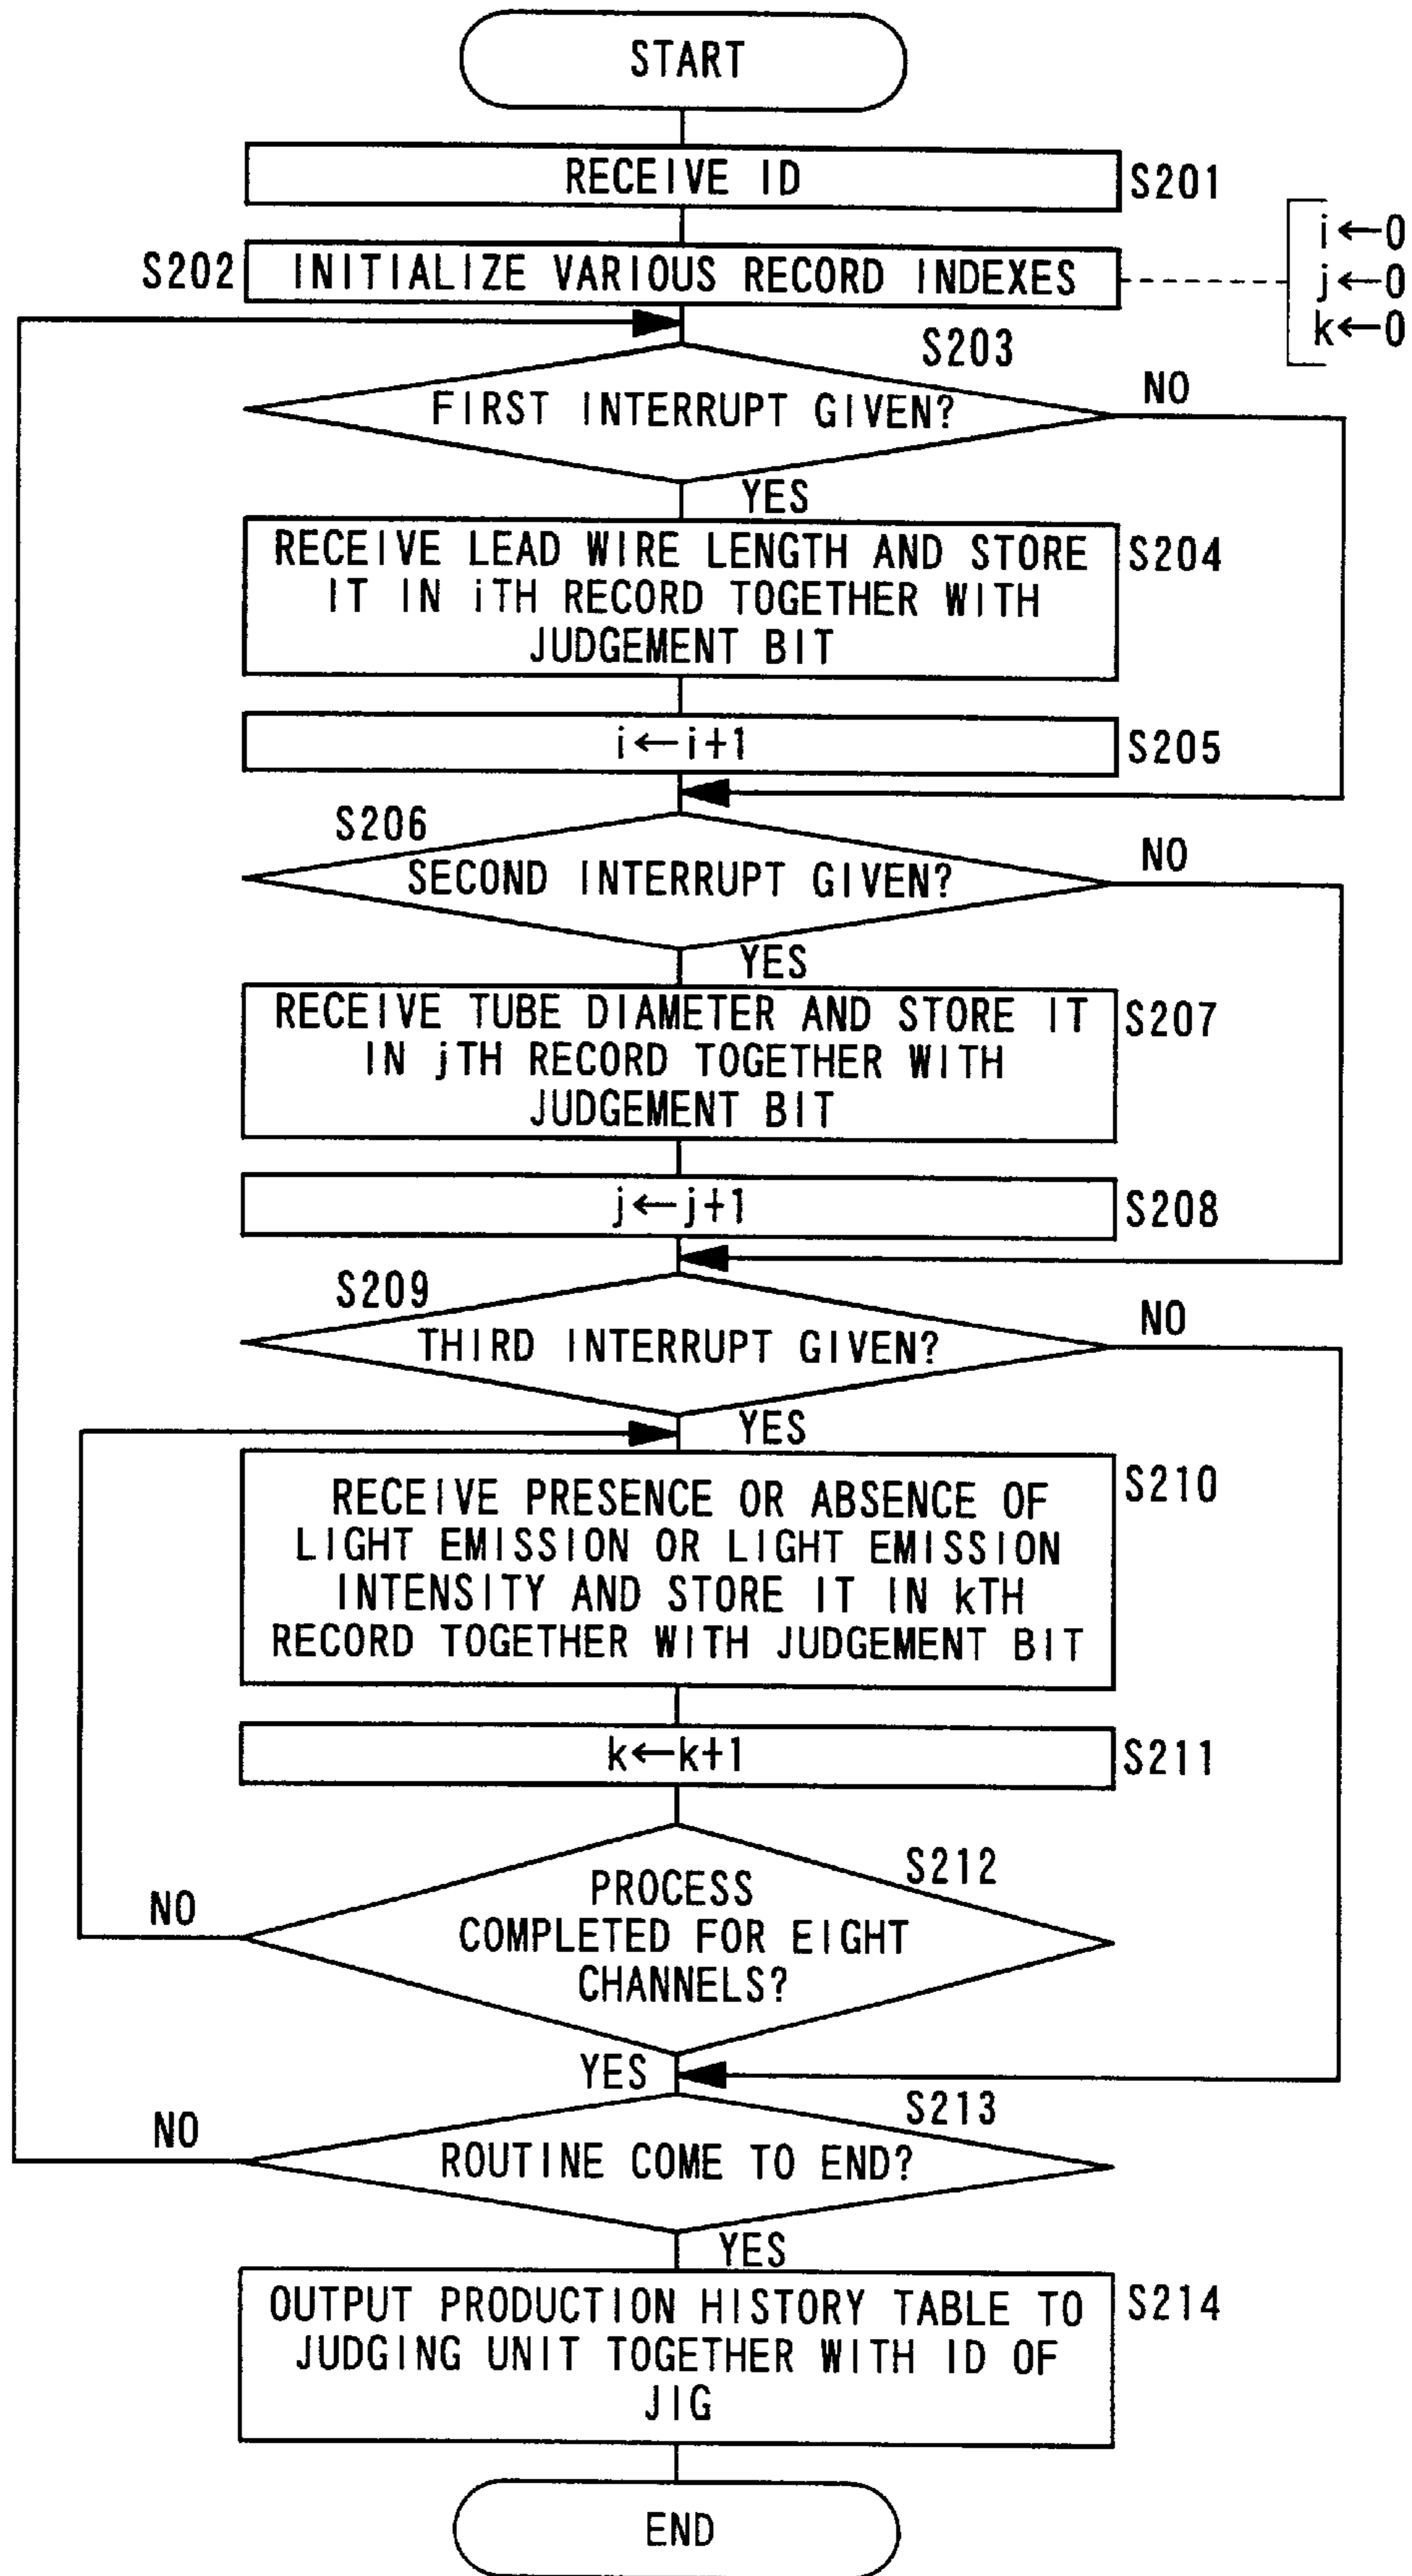 START
RECEIVE ID
S201
S202
INITIALIZE VARIOUS RECORD INDEXES
i←0
j←0
k←0
S203
FIRST INTERRUPT GIVEN?
NO
YES
RECEIVE LEAD WIRE LENGTH AND STORE
IT IN iTH RECORD TOGETHER WITH
JUDGEMENT BIT
S204
i←i+1
S205
S206
SECOND INTERRUPT GIVEN?
NO
YES
RECEIVE TUBE DIAMETER AND STORE IT
IN jTH RECORD TOGETHER WITH
JUDGEMENT BIT
S207
j←j+1
S208
S209
THIRD INTERRUPT GIVEN?
NO
YES
RECEIVE PRESENCE OR ABSENCE OF
LIGHT EMISSION OR LIGHT EMISSION
INTENSITY AND STORE IT IN kTH
RECORD TOGETHER WITH JUDGEMENT BIT
S210
k←k+1
S211
S212
PROCESS
COMPLETED FOR EIGHT
CHANNELS?
NO
YES
S213
ROUTINE COME TO END?
NO
YES
OUTPUT PRODUCTION HISTORY TABLE TO
JUDGING UNIT TOGETHER WITH ID OF
JIG
S214
END